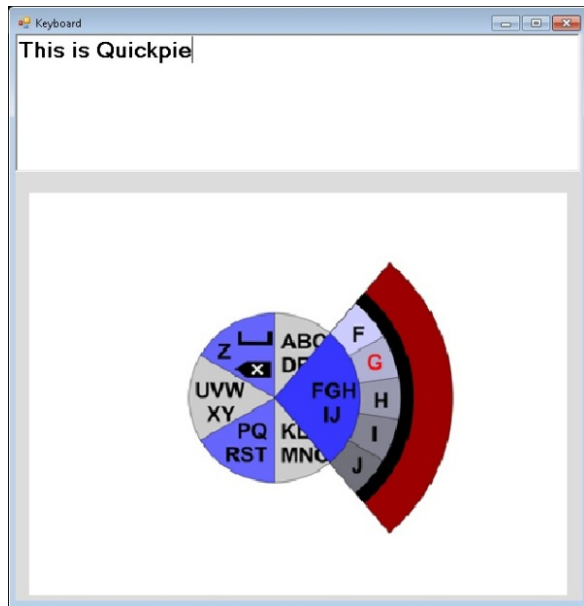 Keyboard
This is Quickpie
ABC
DE
FGH
IJ
KL
MNO
PQ
RST
UVW
XY
Z
F
G
H
I
J